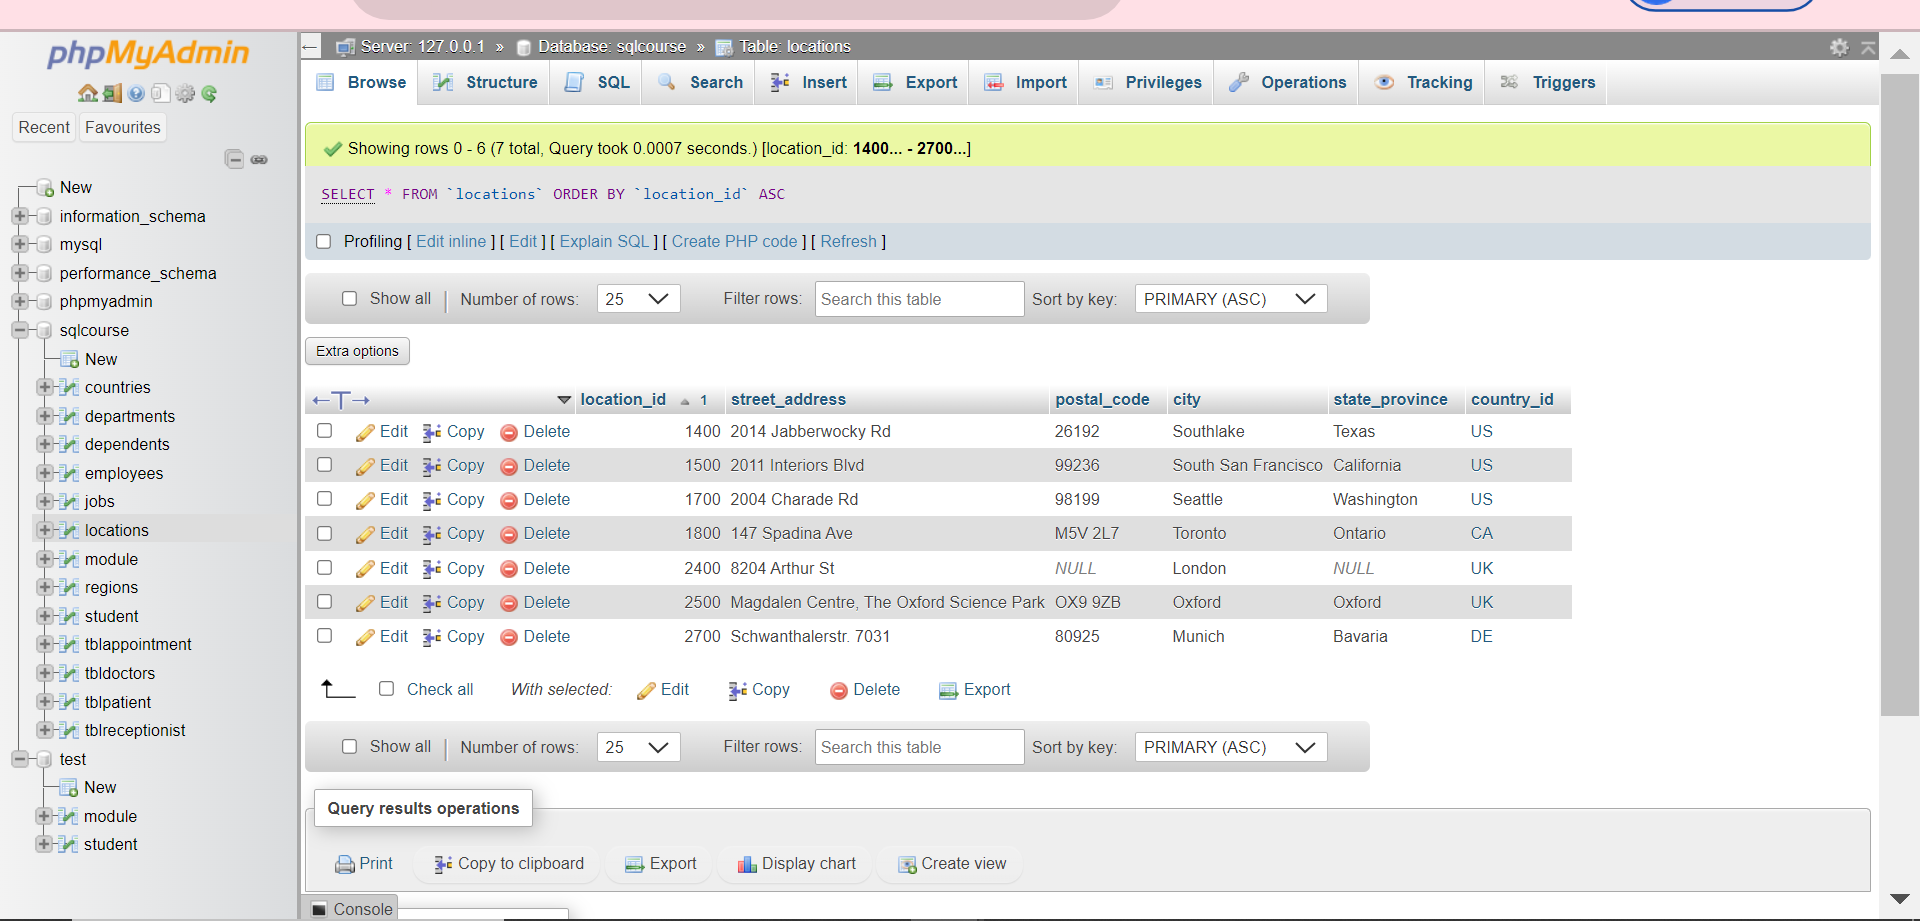 phpMyAdmin
Recent Favourites
New
information_schema
mysql
performance_schema
phpmyadmin
sqlcourse
New
countries
departments
dependents
employees
jobs
locations
module
regions
student
tblappointment
tbldoctors
tblpatient
tblreceptionist
test
New
module
student
Server: 127.0.0.1 » Database: sqlcourse » Table: locations
Browse Structure SQL Search Insert Export Import Privileges Operations Tracking Triggers
Showing rows 0 - 6 (7 total, Query took 0.0007 seconds.) [location_id: 1400... - 2700...]
SELECT * FROM `locations` ORDER BY `location_id` ASC
Profiling [ Edit inline ] [ Edit ] [ Explain SQL ] [ Create PHP code ] [ Refresh ]
Show all | Number of rows: 25 Filter rows: Search this table Sort by key: PRIMARY (ASC)
Extra options
←T→ location_id 1 street_address postal_code city state_province country_id
Edit Copy Delete 1400 2014 Jabberwocky Rd 26192 Southlake Texas US
Edit Copy Delete 1500 2011 Interiors Blvd 99236 South San Francisco California US
Edit Copy Delete 1700 2004 Charade Rd 98199 Seattle Washington US
Edit Copy Delete 1800 147 Spadina Ave M5V 2L7 Toronto Ontario CA
Edit Copy Delete 2400 8204 Arthur St NULL London NULL UK
Edit Copy Delete 2500 Magdalen Centre, The Oxford Science Park OX9 9ZB Oxford Oxford UK
Edit Copy Delete 2700 Schwanthalerstr. 7031 80925 Munich Bavaria DE
Check all With selected: Edit Copy Delete Export
Show all | Number of rows: 25 Filter rows: Search this table Sort by key: PRIMARY (ASC)
Query results operations
Print Copy to clipboard Export Display chart Create view
Console